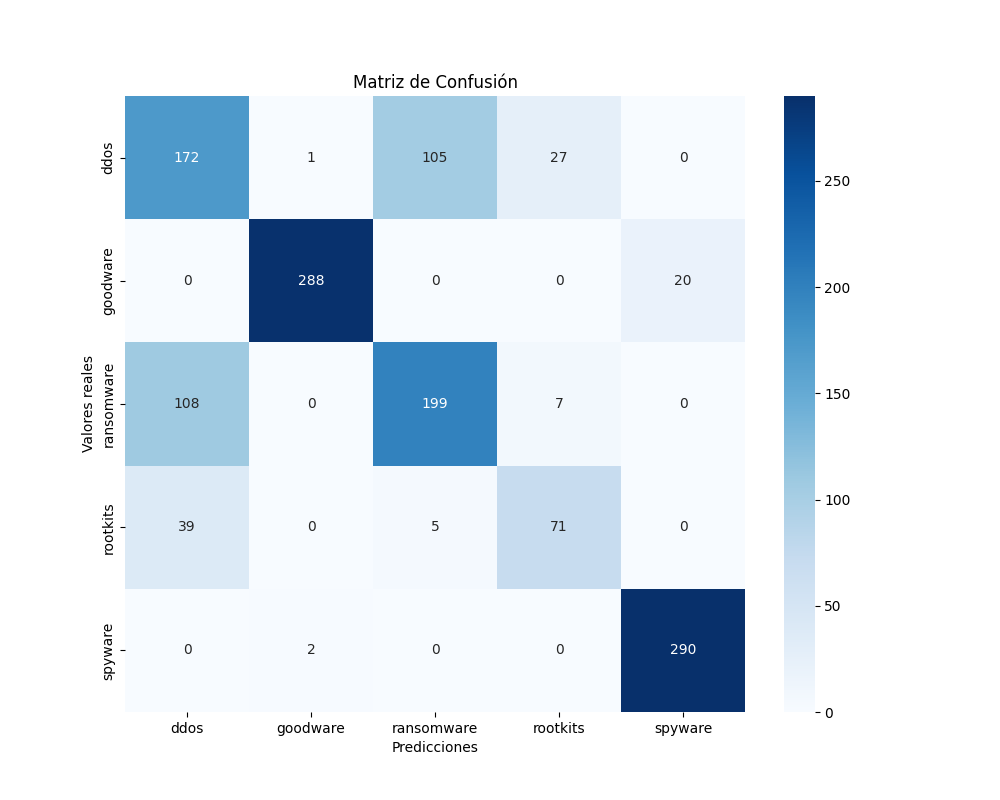 Matriz de Confusión
Valores reales
ddos 172 1 105 27 0
goodware 0 288 0 0 20
ransomware 108 0 199 7 0
rootkits 39 0 5 71 0
spyware 0 2 0 0 290
ddos goodware ransomware rootkits spyware
Predicciones
250
200
150
100
50
0